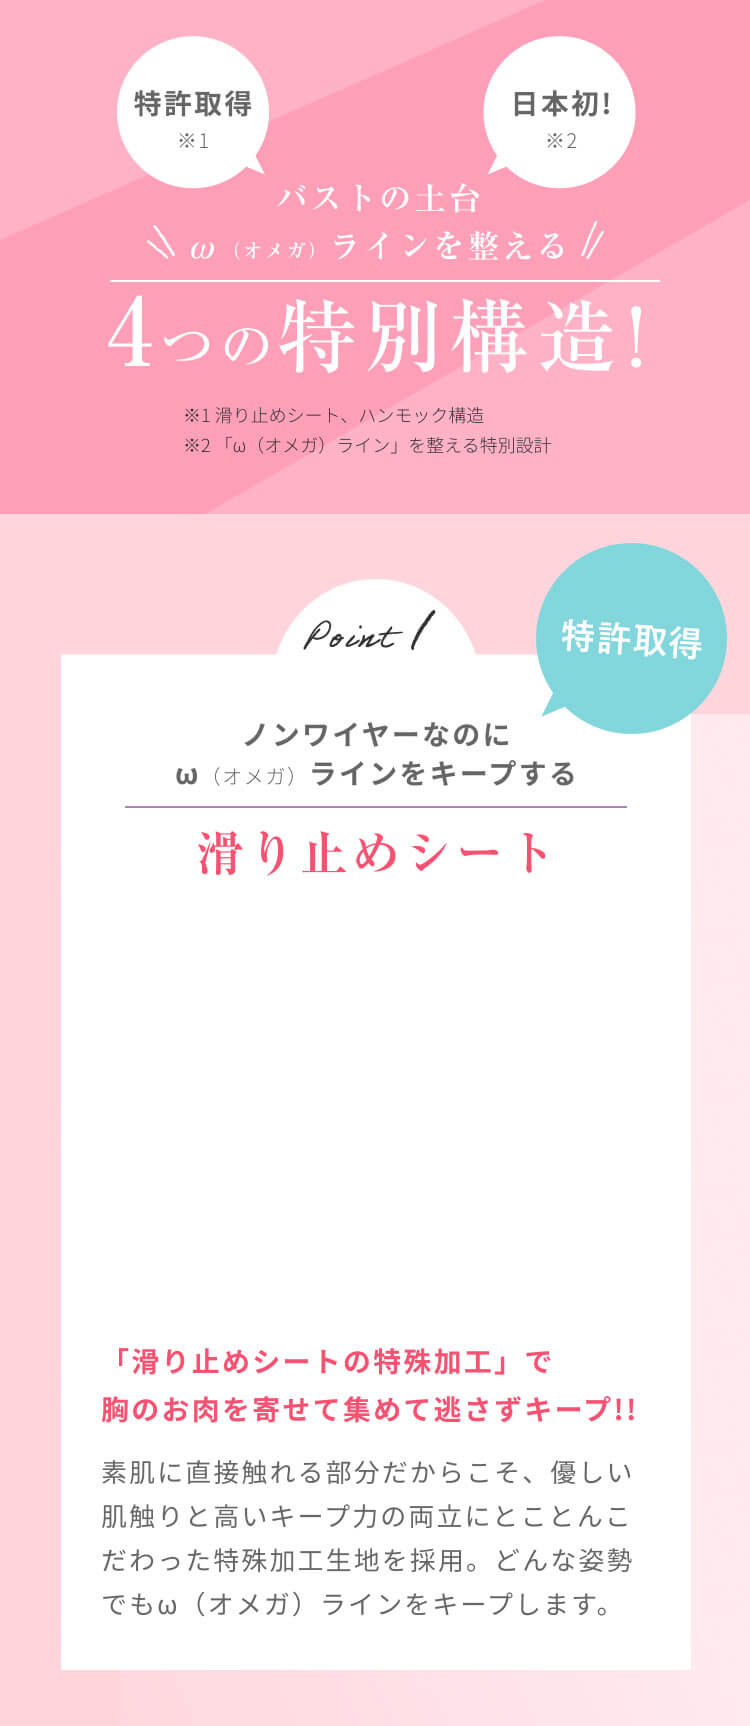 特許取得
※1
日本初!
※2
バストの土台
ω（オメガ）ラインを整える
4つの特別構造!
※1 滑り止めシート、ハンモック構造
※2 「ω（オメガ）ライン」を整える特別設計
Point 1
特許取得
ノンワイヤーなのに
ω（オメガ）ラインをキープする
滑り止めシート
「滑り止めシートの特殊加工」で
胸のお肉を寄せて集めて逃さずキープ!!
素肌に直接触れる部分だからこそ、優しい
肌触りと高いキープ力の両立にとことんこ
だわった特殊加工生地を採用。どんな姿勢
でもω（オメガ）ラインをキープします。